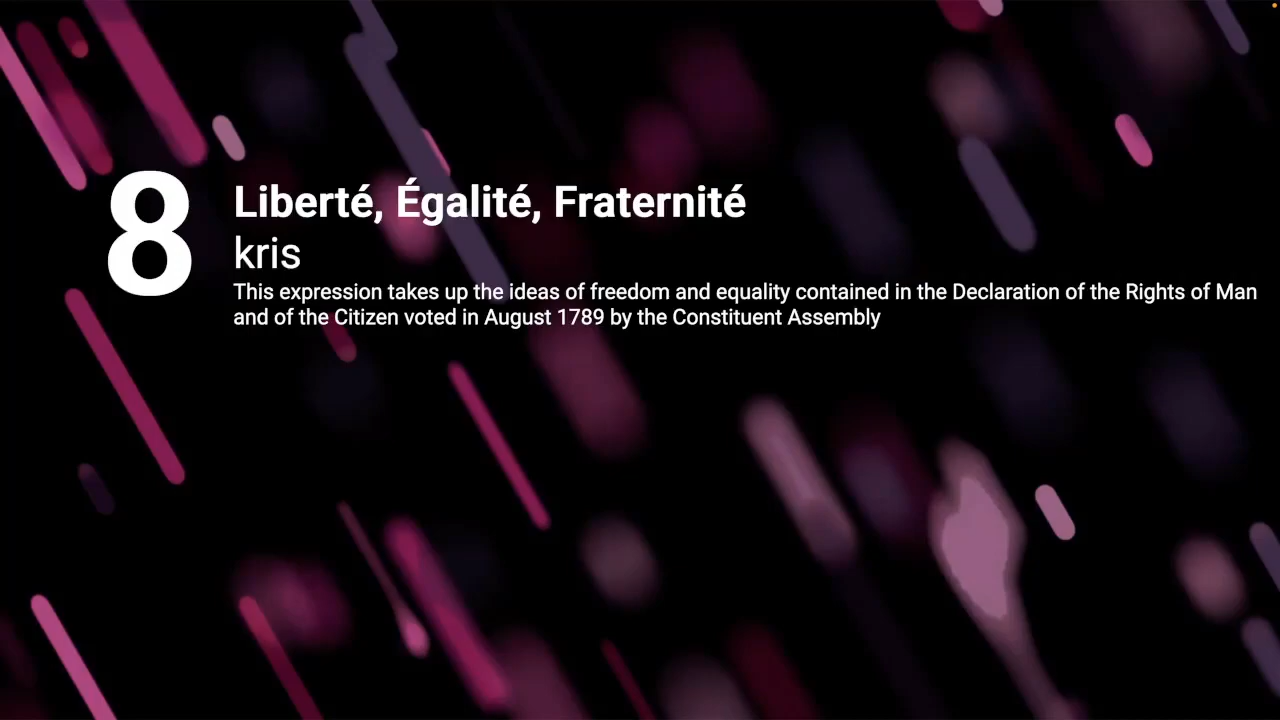 8
Liberté, Égalité, Fraternité
kris
This expression takes up the ideas of freedom and equality contained in the Declaration of the Rights of Man
and of the Citizen voted in August 1789 by the Constituent Assembly